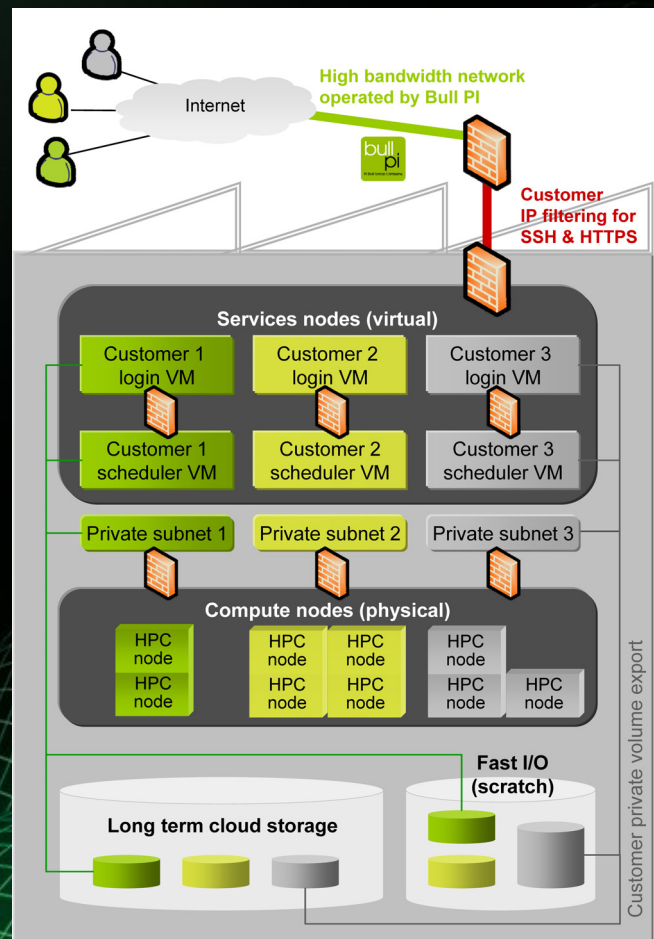 High bandwidth network
operated by Bull PI
Internet
bull
pi
Customer
IP filtering for
SSH & HTTPS
Services nodes (virtual)
Customer 1
login VM
Customer 2
login VM
Customer 3
login VM
Customer 1
scheduler VM
Customer 2
scheduler VM
Customer 3
scheduler VM
Private subnet 1
Private subnet 2
Private subnet 3
Compute nodes (physical)
HPC
node
HPC
node
HPC
node
HPC
node
HPC
node
HPC
node
HPC
node
HPC
node
HPC
node
Customer private volume export
Fast I/O
(scratch)
Long term cloud storage